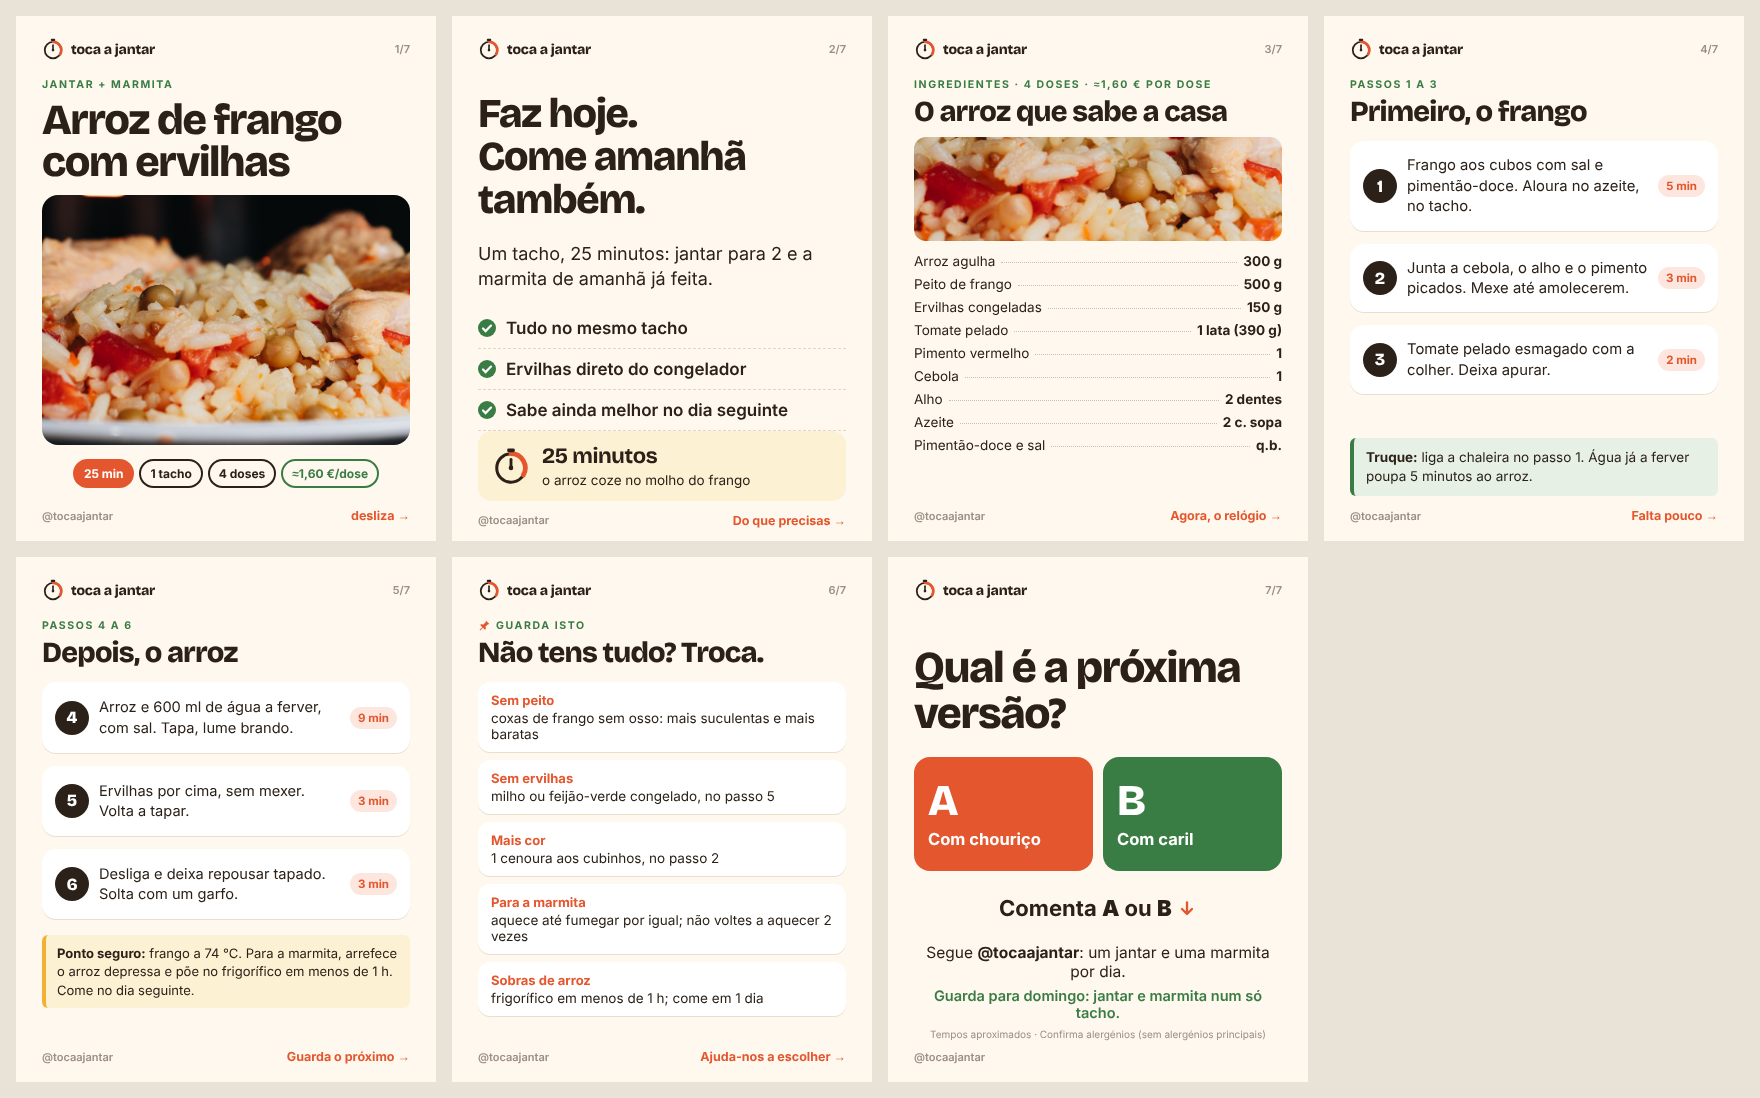 toca a jantar
1/7
JANTAR + MARMITA
Arroz de frango
com ervilhas
25 min
1 tacho
4 doses
≈1,60 €/dose
@tocaajantar
desliza →
toca a jantar
2/7
Faz hoje.
Come amanhã
também.
Um tacho, 25 minutos: jantar para 2 e a
marmita de amanhã já feita.
Tudo no mesmo tacho
Ervilhas direto do congelador
Sabe ainda melhor no dia seguinte
25 minutos
o arroz coze no molho do frango
@tocaajantar
Do que precisas →
toca a jantar
3/7
INGREDIENTES · 4 DOSES · ≈1,60 € POR DOSE
O arroz que sabe a casa
Arroz agulha 300 g
Peito de frango 500 g
Ervilhas congeladas 150 g
Tomate pelado 1 lata (390 g)
Pimento vermelho 1
Cebola 1
Alho 2 dentes
Azeite 2 c. sopa
Pimentão-doce e sal q.b.
@tocaajantar
Agora, o relógio →
toca a jantar
4/7
PASSOS 1 A 3
Primeiro, o frango
1
Frango aos cubos com sal e
pimentão-doce. Aloura no azeite,
no tacho.
5 min
2
Junta a cebola, o alho e o pimento
picados. Mexe até amolecerem.
3 min
3
Tomate pelado esmagado com a
colher. Deixa apurar.
2 min
Truque: liga a chaleira no passo 1. Água já a ferver
poupa 5 minutos ao arroz.
@tocaajantar
Falta pouco →
toca a jantar
5/7
PASSOS 4 A 6
Depois, o arroz
4
Arroz e 600 ml de água a ferver,
com sal. Tapa, lume brando.
9 min
5
Ervilhas por cima, sem mexer.
Volta a tapar.
3 min
6
Desliga e deixa repousar tapado.
Solta com um garfo.
3 min
Ponto seguro: frango a 74 °C. Para a marmita, arrefece
o arroz depressa e põe no frigorífico em menos de 1 h.
Come no dia seguinte.
@tocaajantar
Guarda o próximo →
toca a jantar
6/7
GUARDA ISTO
Não tens tudo? Troca.
Sem peito
coxas de frango sem osso: mais suculentas e mais
baratas
Sem ervilhas
milho ou feijão-verde congelado, no passo 5
Mais cor
1 cenoura aos cubinhos, no passo 2
Para a marmita
aquece até fumegar por igual; não voltes a aquecer 2
vezes
Sobras de arroz
frigorífico em menos de 1 h; come em 1 dia
@tocaajantar
Ajuda-nos a escolher →
toca a jantar
7/7
Qual é a próxima
versão?
A
Com chouriço
B
Com caril
Comenta A ou B ↓
Segue @tocaajantar: um jantar e uma marmita
por dia.
Guarda para domingo: jantar e marmita num só
tacho.
Tempos aproximados · Confirma alergénios (sem alergénios principais)
@tocaajantar